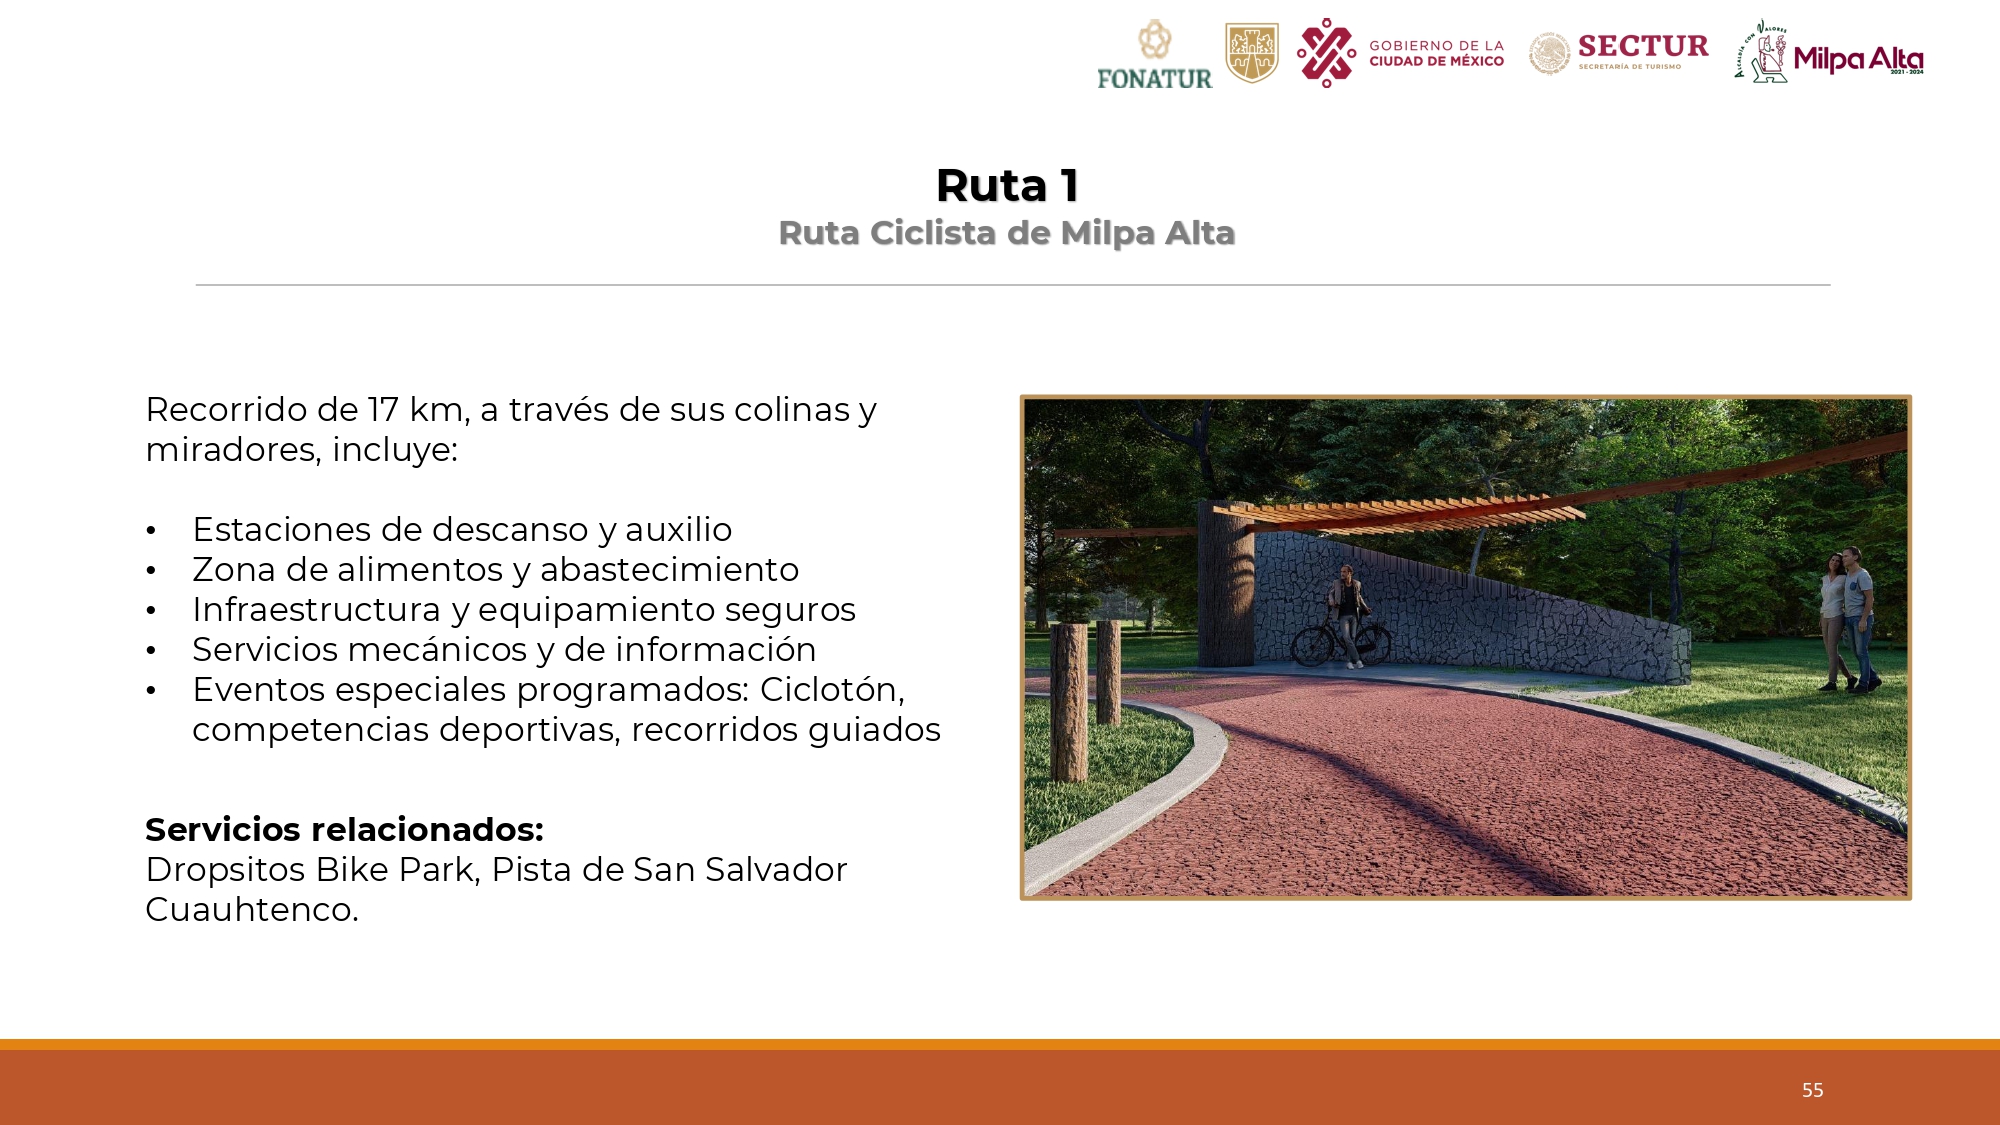 FONATUR
GOBIERNO DE LA
CIUDAD DE MÉXICO
SECTUR
SECRETARÍA DE TURISMO
ALCALDÍA CON VALORES
Milpa Alta
2021 - 2024
Ruta 1
Ruta Ciclista de Milpa Alta
Recorrido de 17 km, a través de sus colinas y
miradores, incluye:
• Estaciones de descanso y auxilio
• Zona de alimentos y abastecimiento
• Infraestructura y equipamiento seguros
• Servicios mecánicos y de información
• Eventos especiales programados: Ciclotón,
competencias deportivas, recorridos guiados
Servicios relacionados:
Dropsitos Bike Park, Pista de San Salvador
Cuauhtenco.
55